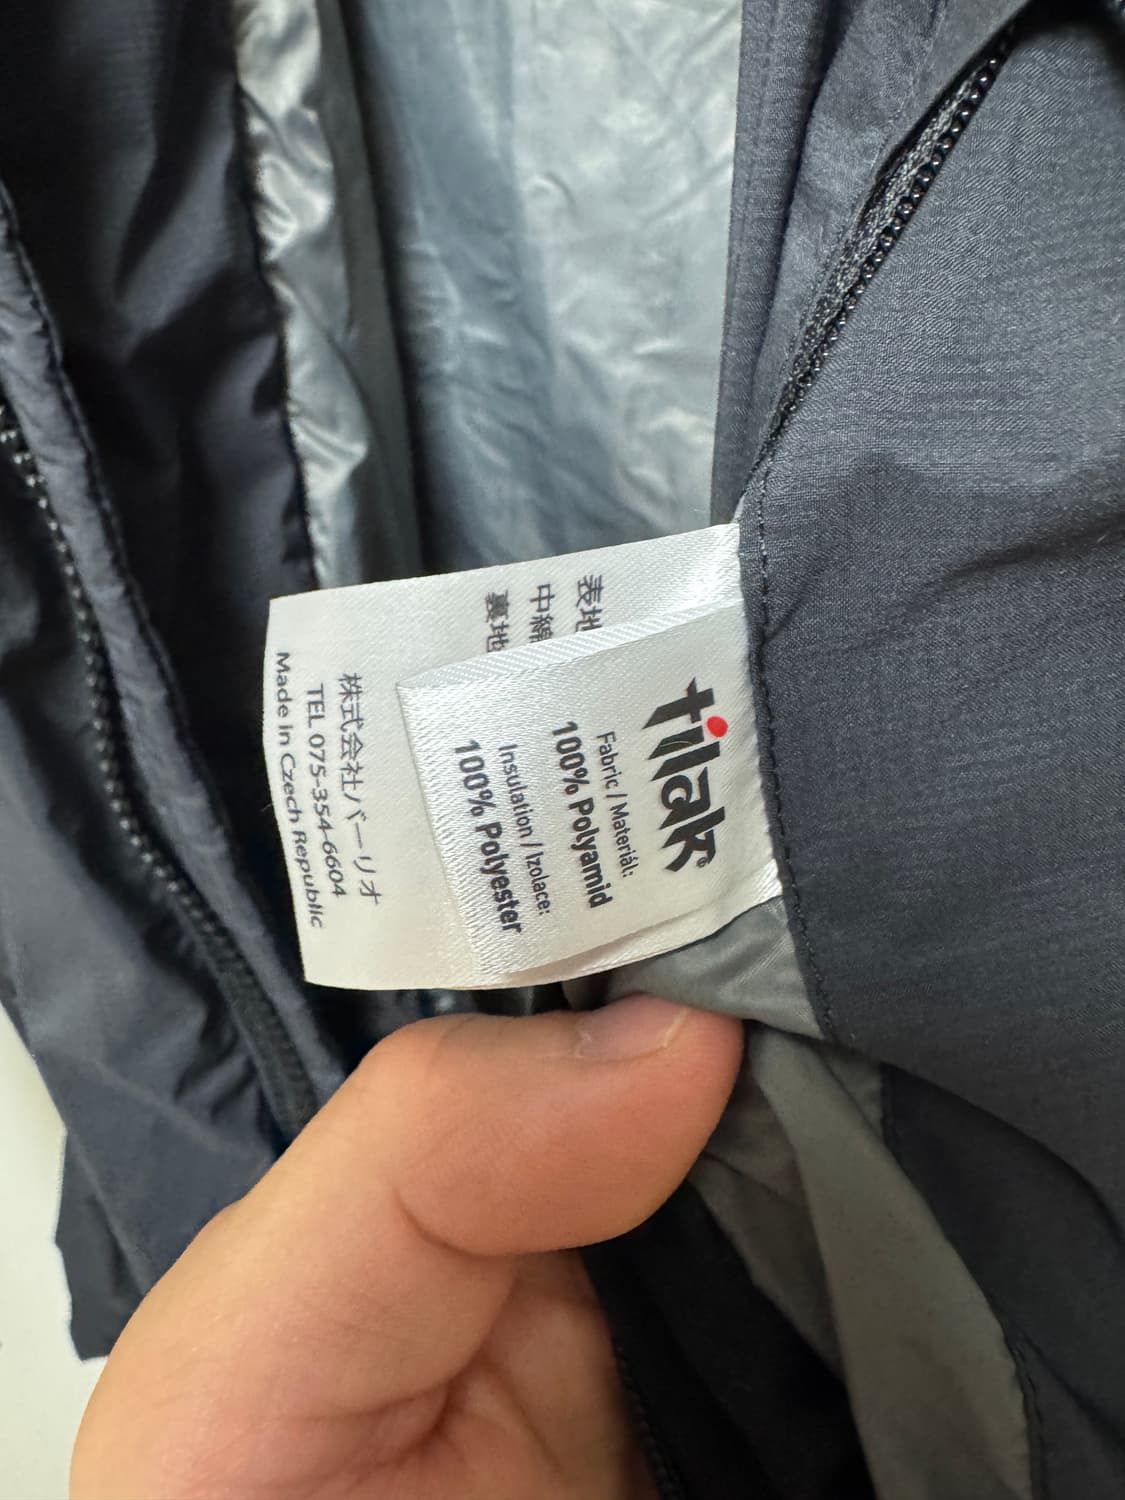 tilak®
Fabric / Materiál:
100% Polyamid
Insulation / Izolace:
100% Polyester
表地
中綿
裏地
株式会社バーリオ
TEL 075-354-6604
Made in Czech Republic